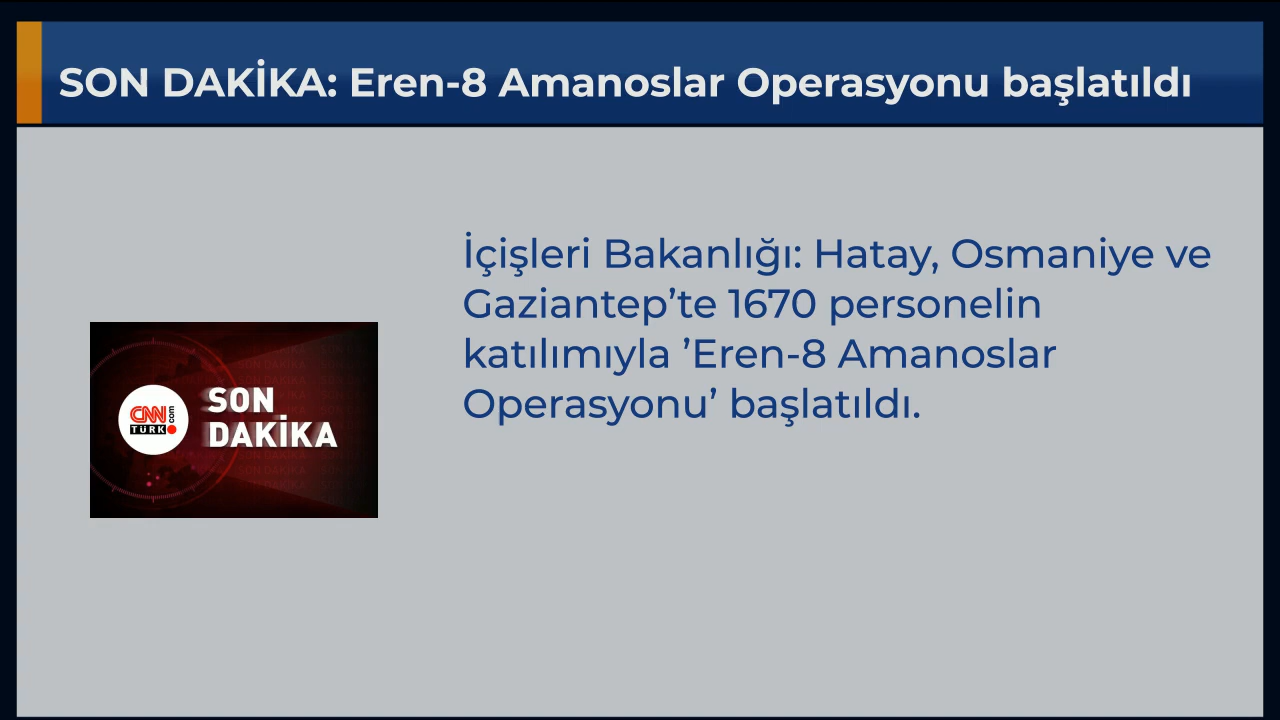 SON DAKİKA: Eren-8 Amanoslar Operasyonu başlatıldı
İçişleri Bakanlığı: Hatay, Osmaniye ve
Gaziantep’te 1670 personelin
katılımıyla ’Eren-8 Amanoslar
Operasyonu’ başlatıldı.
CNN
TÜRK
.com
SON
DAKİKA